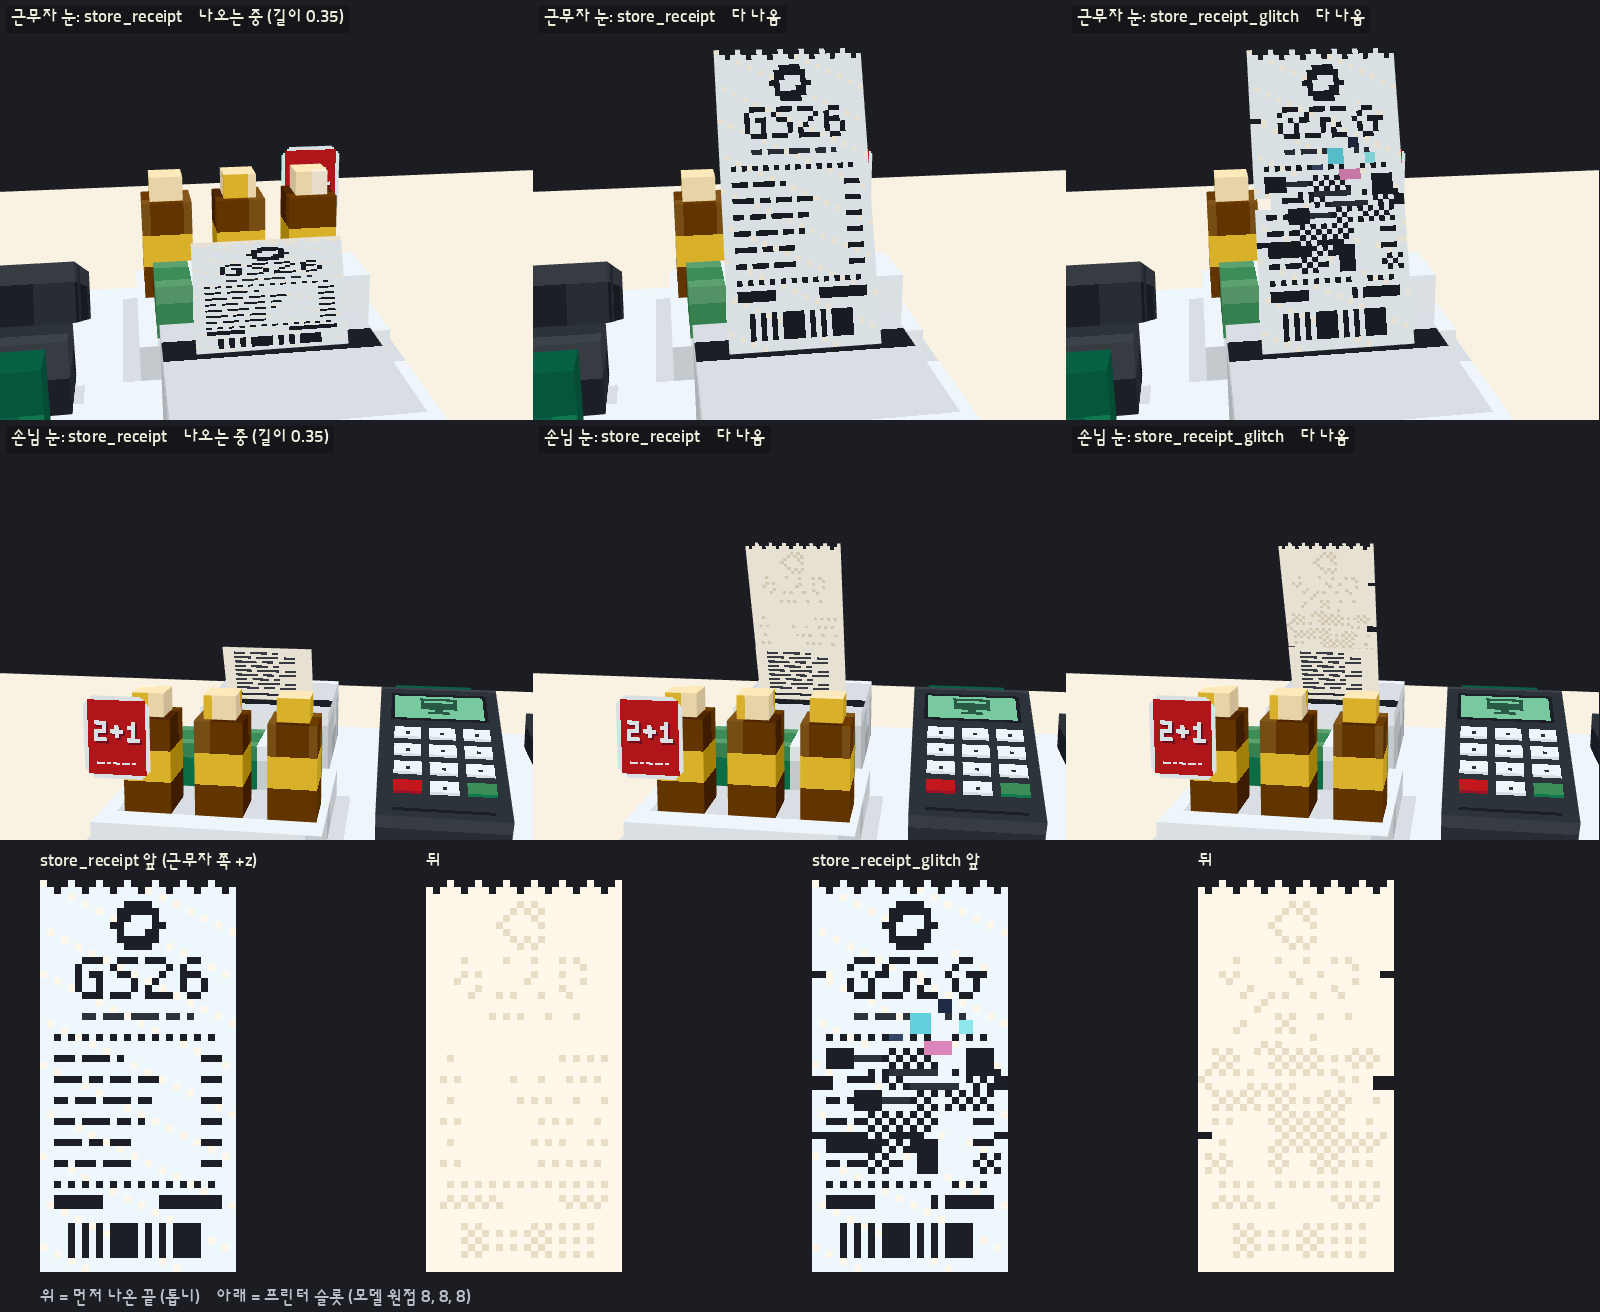 근무자 눈: store_receipt 나오는 중 (길이 0.35)
근무자 눈: store_receipt 다 나옴
근무자 눈: store_receipt_glitch 다 나옴
GS26
GS26
손님 눈: store_receipt 나오는 중 (길이 0.35)
손님 눈: store_receipt 다 나옴
손님 눈: store_receipt_glitch 다 나옴
2+1
2+1
2+1
store_receipt 앞 (근무자 쪽 +z)
뒤
store_receipt_glitch 앞
뒤
GS26
위 = 먼저 나온 끝 (톱니) 아래 = 프린터 슬롯 (모델 원점 8, 8, 8)